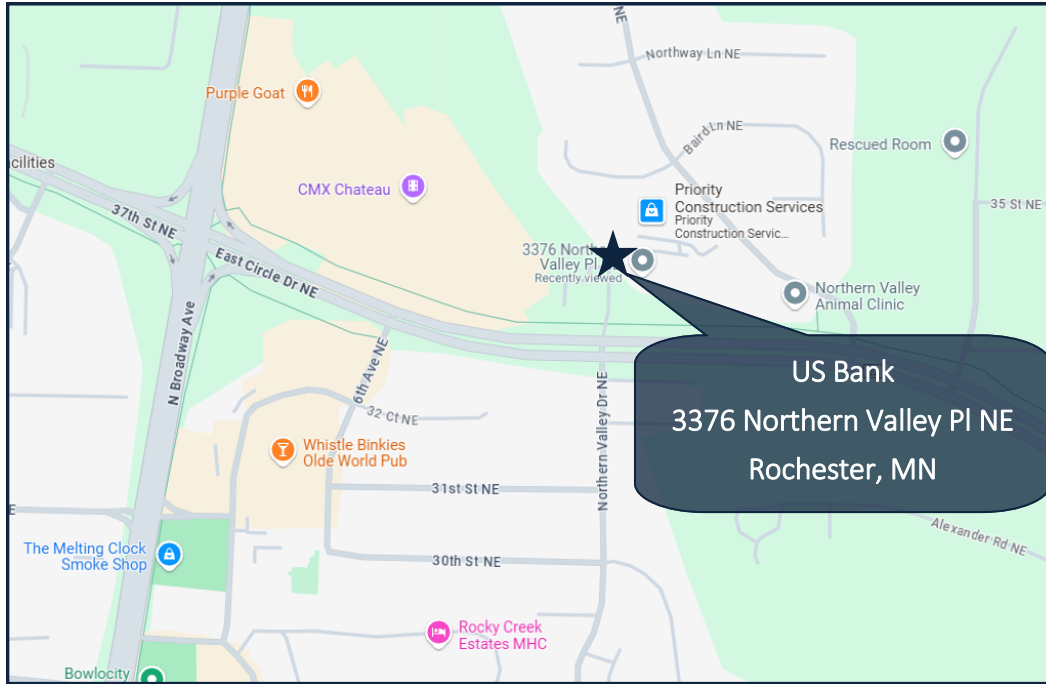 NE
Northway Ln NE
Purple Goat
Baird Ln NE
Rescued Room
acilities
CMX Chateau
Priority
Construction Services
Priority
Construction Servic...
35 St NE
37th St NE
East Circle Dr NE
3376 Northe
Valley Pl
Recently viewed
Northern Valley
Animal Clinic
N Broadway Ave
6th Ave NE
Northern Valley Dr NE
US Bank
3376 Northern Valley Pl NE
Rochester, MN
32 Ct NE
Whistle Binkies
Olde World Pub
31st St NE
E
Alexander Rd NE
The Melting Clock
Smoke Shop
30th St NE
Rocky Creek
Estates MHC
Bowlocity